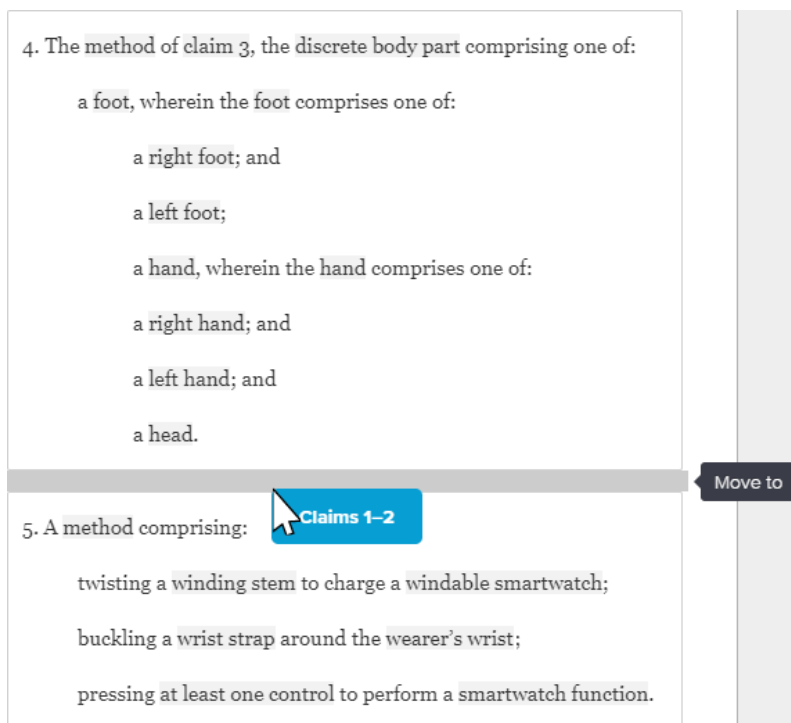 4. The method of claim 3, the discrete body part comprising one of:
a foot, wherein the foot comprises one of:
a right foot; and
a left foot;
a hand, wherein the hand comprises one of:
a right hand; and
a left hand; and
a head.
Move to
Claims 1–2
5. A method comprising:
twisting a winding stem to charge a windable smartwatch;
buckling a wrist strap around the wearer’s wrist;
pressing at least one control to perform a smartwatch function.